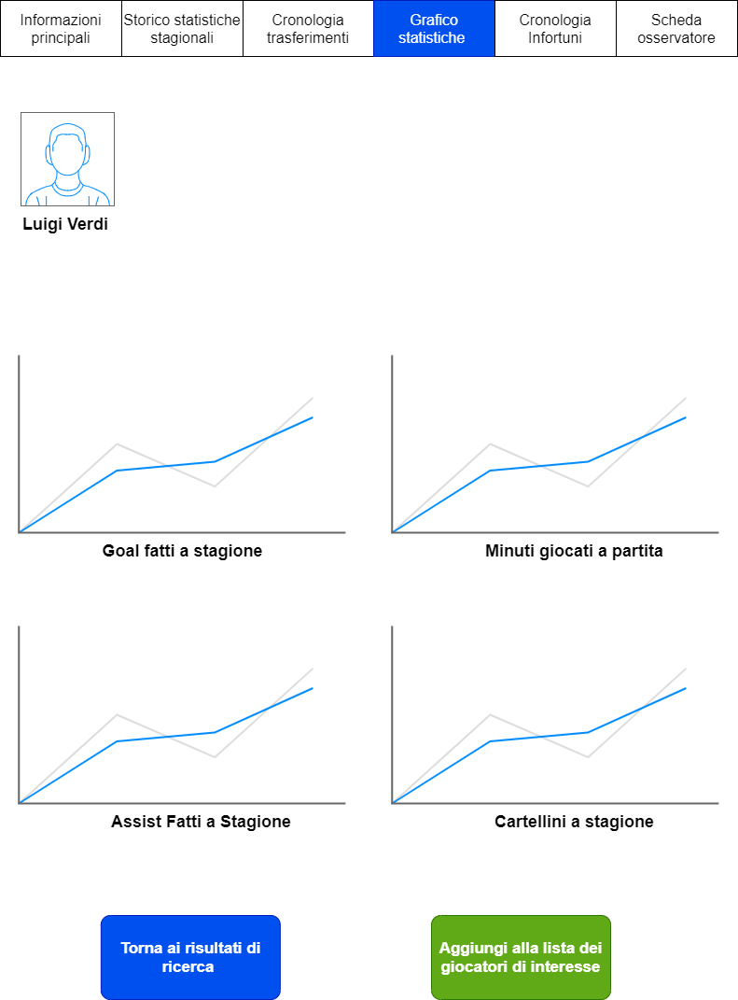 Informazioni
principali
Storico statistiche
stagionali
Cronologia
trasferimenti
Grafico
statistiche
Cronologia
Infortuni
Scheda
osservatore
Luigi Verdi
Goal fatti a stagione
Minuti giocati a partita
Assist Fatti a Stagione
Cartellini a stagione
Torna ai risultati di
ricerca
Aggiungi alla lista dei
giocatori di interesse